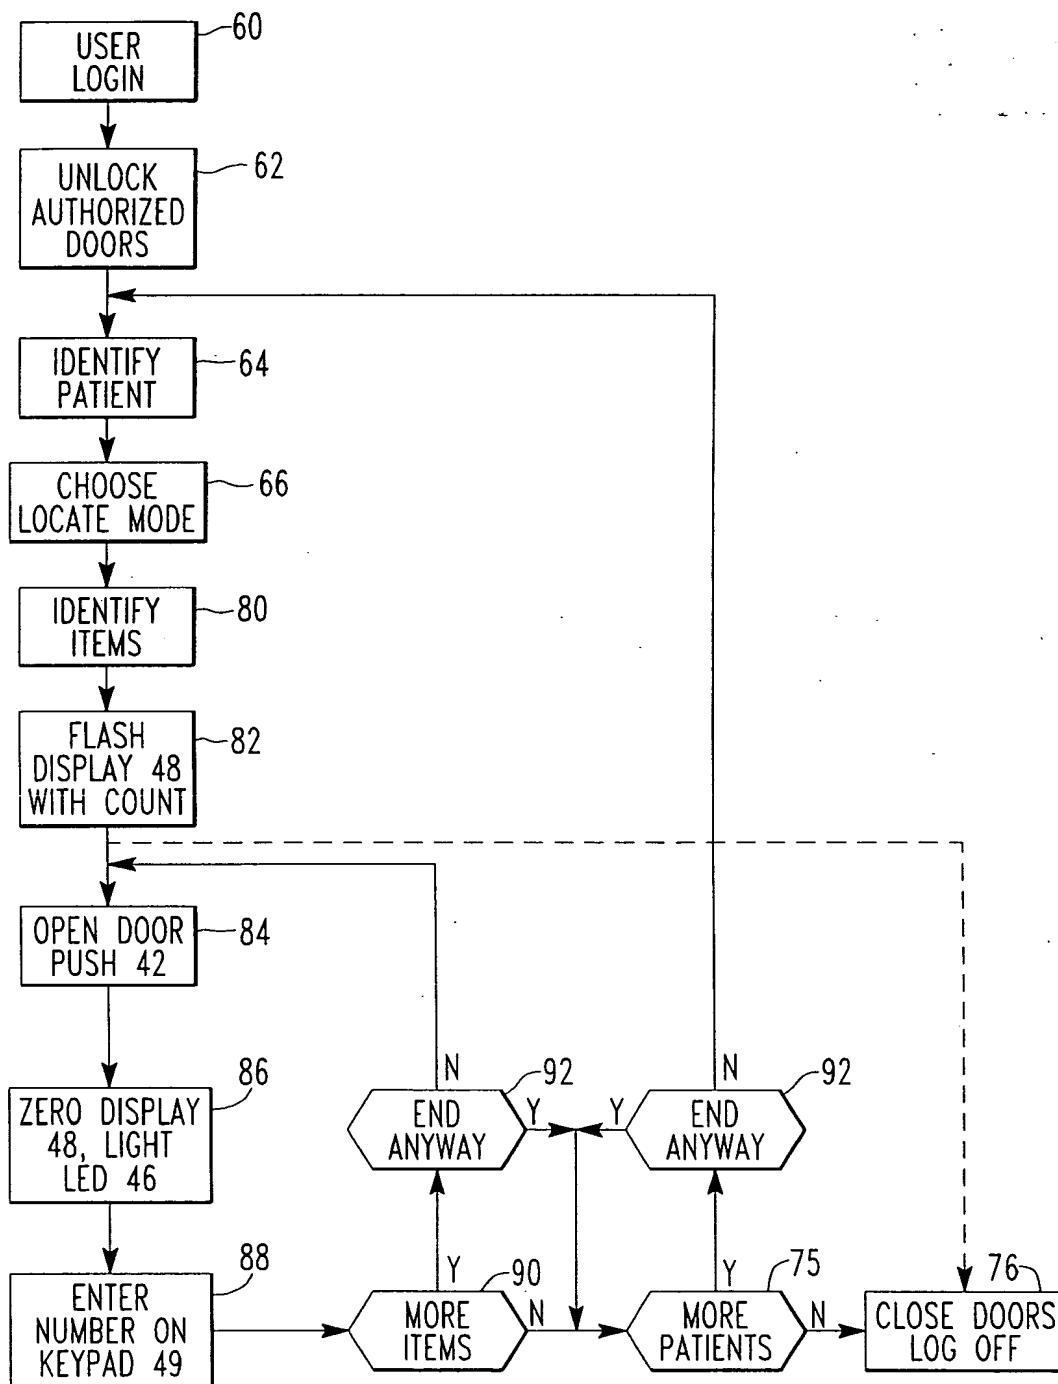 USER
LOGIN
60
UNLOCK
AUTHORIZED
DOORS
62
IDENTIFY
PATIENT
64
CHOOSE
LOCATE MODE
66
IDENTIFY
ITEMS
80
FLASH
DISPLAY 48
WITH COUNT
82
OPEN DOOR
PUSH 42
84
ZERO DISPLAY
48, LIGHT
LED 46
86
ENTER
NUMBER ON
KEYPAD 49
88
N
92
END
ANYWAY
Y
Y
N
92
END
ANYWAY
Y
90
MORE
ITEMS
N
Y
75
MORE
PATIENTS
N
76
CLOSE DOORS
LOG OFF